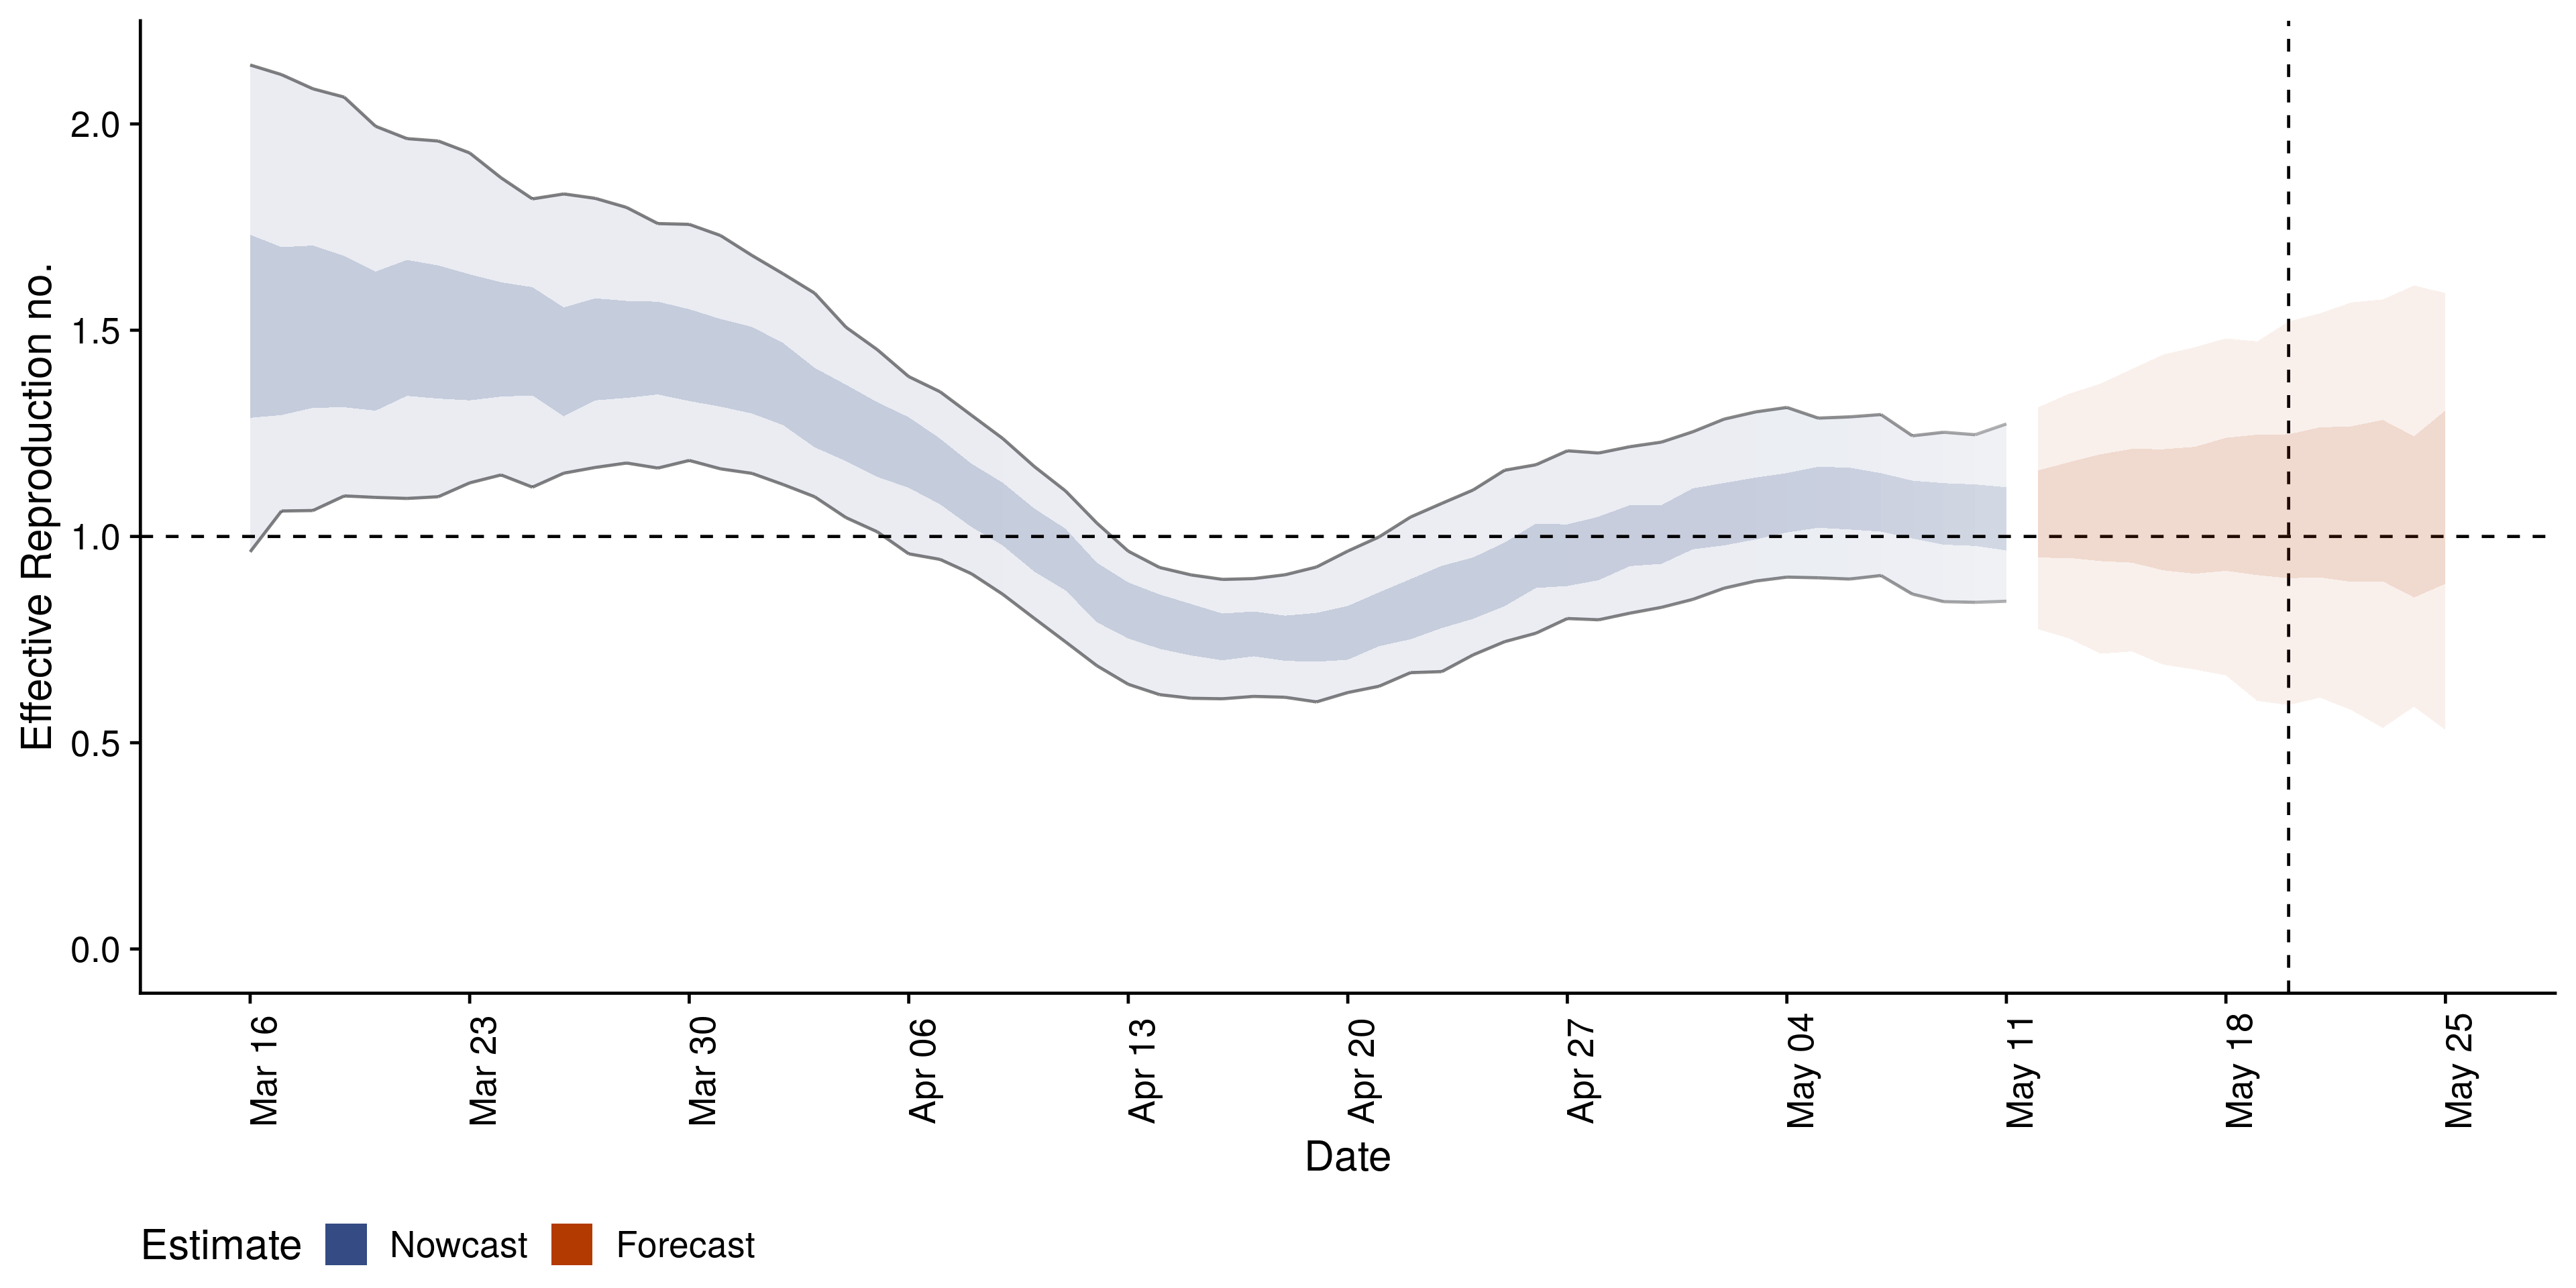 Effective Reproduction no.
2.0
1.5
1.0
0.5
0.0
Mar 16
Mar 23
Mar 30
Apr 06
Apr 13
Apr 20
Apr 27
May 04
May 11
May 18
May 25
Date
Estimate Nowcast Forecast